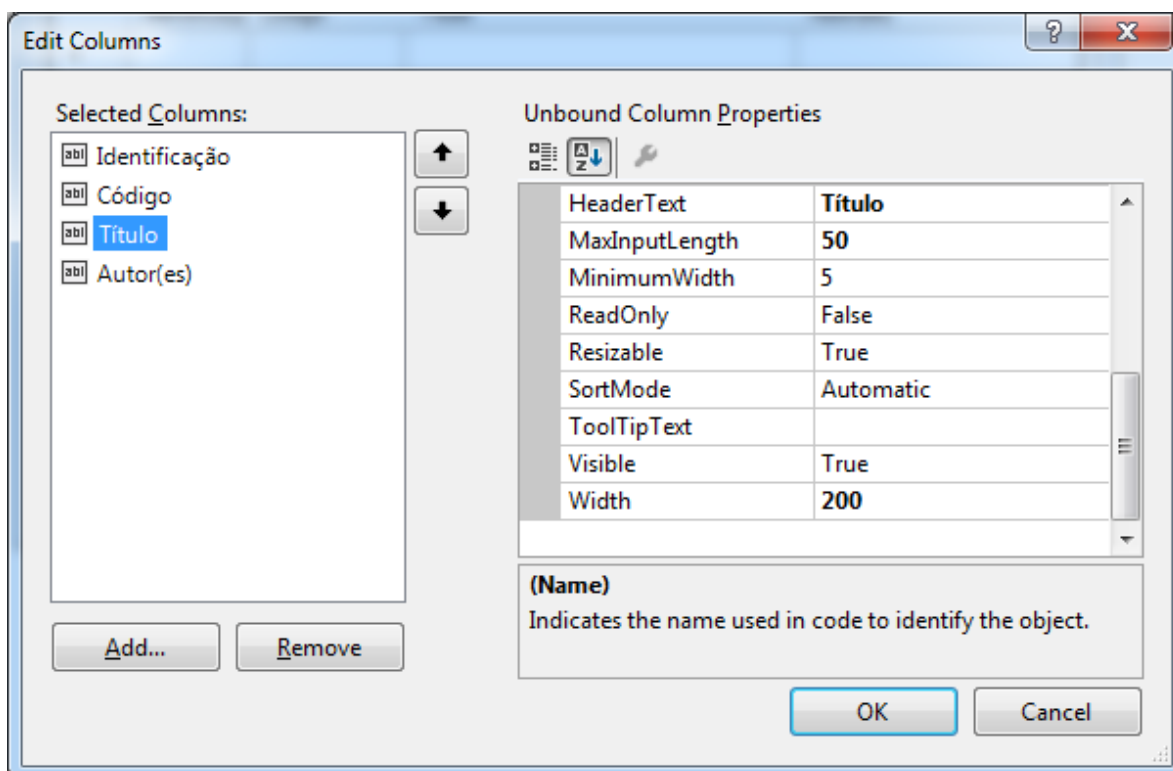 Edit Columns
Selected Columns:
Identificação
Código
Título
Autor(es)
Add...
Remove
Unbound Column Properties
HeaderText Título
MaxInputLength 50
MinimumWidth 5
ReadOnly False
Resizable True
SortMode Automatic
ToolTipText
Visible True
Width 200
(Name)
Indicates the name used in code to identify the object.
OK
Cancel